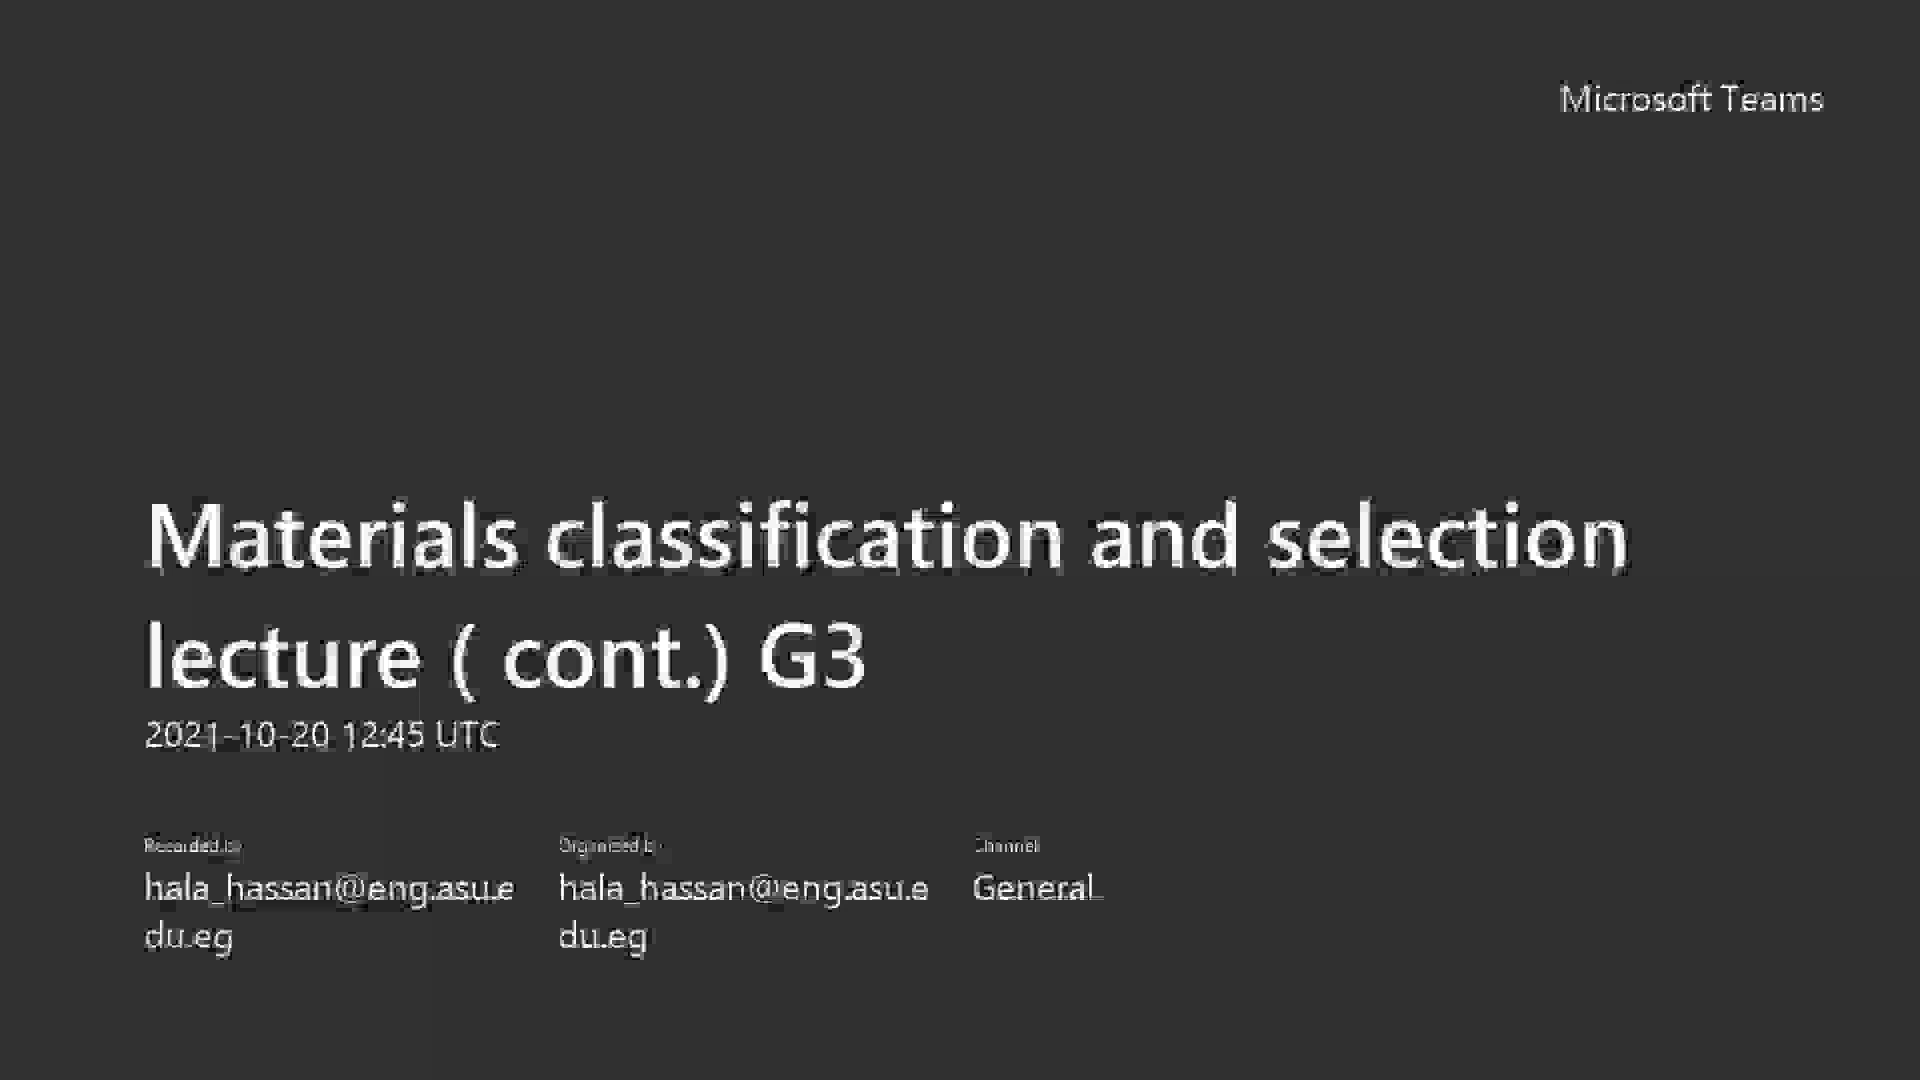 Microsoft Teams
Materials classification and selection
lecture ( cont.) G3
2021-10-20 12:45 UTC
Recorded by Organized by Channel
hala_hassan@eng.asu.e hala_hassan@eng.asu.e General
du.eg du.eg